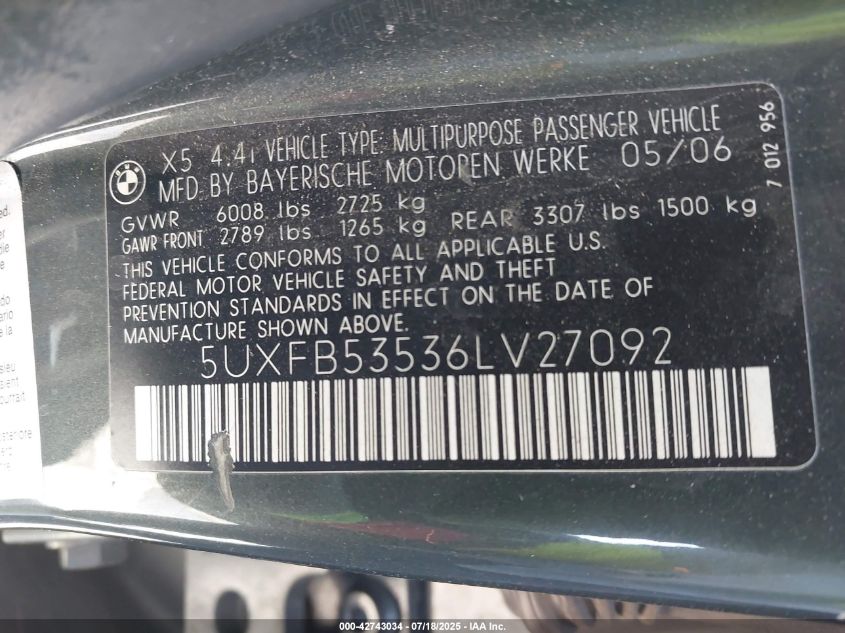 X5 4.4i VEHICLE TYPE: MULTIPURPOSE PASSENGER VEHICLE
MFD BY BAYERISCHE MOTOREN WERKE 05/06
GVWR 6008 lbs 2725 kg
GAWR FRONT 2789 lbs 1265 kg REAR 3307 lbs 1500 kg
THIS VEHICLE CONFORMS TO ALL APPLICABLE U.S.
FEDERAL MOTOR VEHICLE SAFETY AND THEFT
PREVENTION STANDARDS IN EFFECT ON THE DATE OF
MANUFACTURE SHOWN ABOVE.
5UXFB53536LV27092
7 012 956
000-42743034 - 07/18/2025 - IAA Inc.